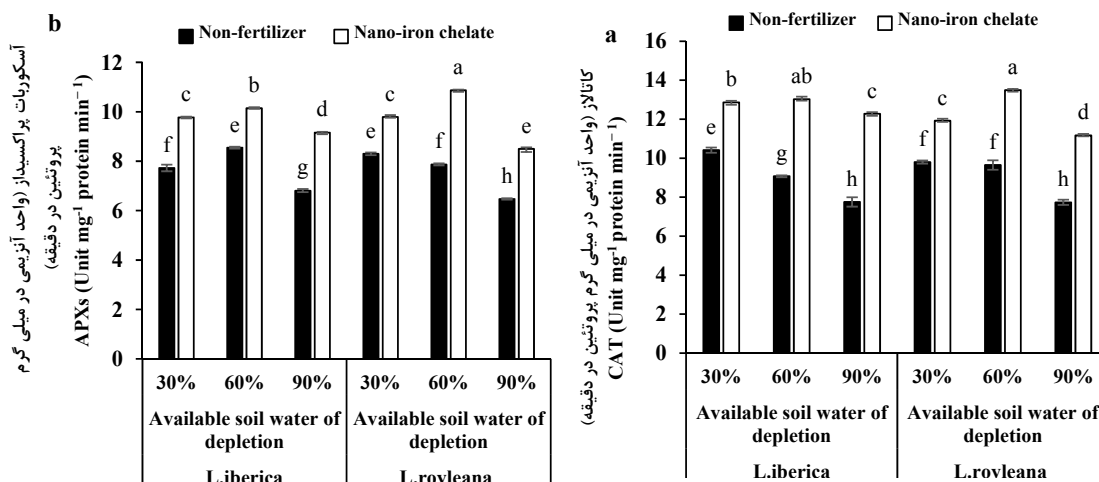 b
Non-fertilizer Nano-iron chelate
آسکوربات پراکسیداز (واحد آنزیمی در میلی گرم
پروتئین در دقیقه)
APXs (Unit mg-1 protein min− 1)
12
10
8
6
4
2
0
f c e b g d e c f a h e
30% 60% 90% 30% 60% 90%
Available soil water of depletion
Available soil water of depletion
L.iberica L.royleana
a
Non-fertilizer Nano-iron chelate
کاتالاز (واحد آنزیمی در میلی گرم پروتئین در دقیقه)
CAT (Unit mg-1 protein min− 1)
16
14
12
10
8
6
4
2
0
e b g ab h c f c f a h d
30% 60% 90% 30% 60% 90%
Available soil water of depletion
Available soil water of depletion
L.iberica L.royleana